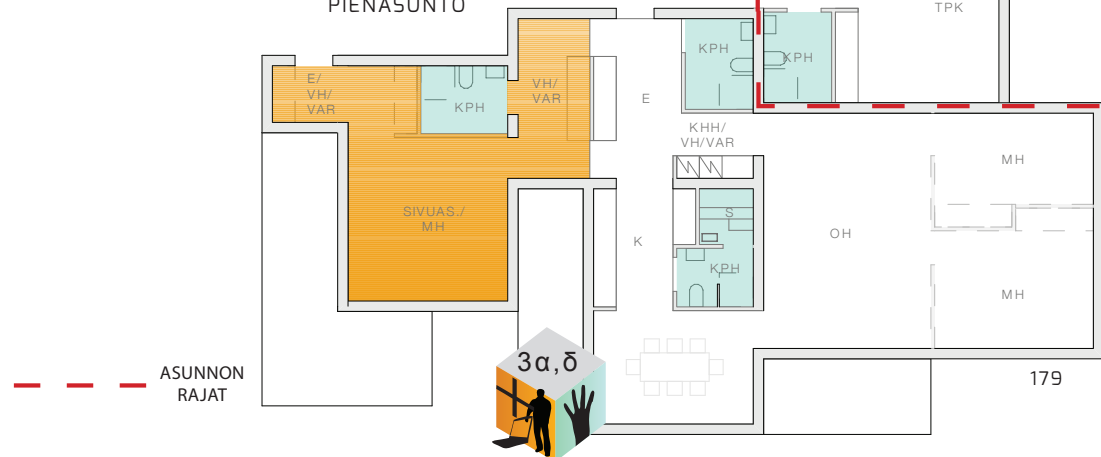 PIENASUNTO
TPK
E/
VH/
VAR
KPH
VH/
VAR
E
KPH
KPH
KHH/
VH/VAR
MH
SIVUAS./
MH
S
K
OH
KPH
MH
3α,δ
ASUNNON
RAJAT
179